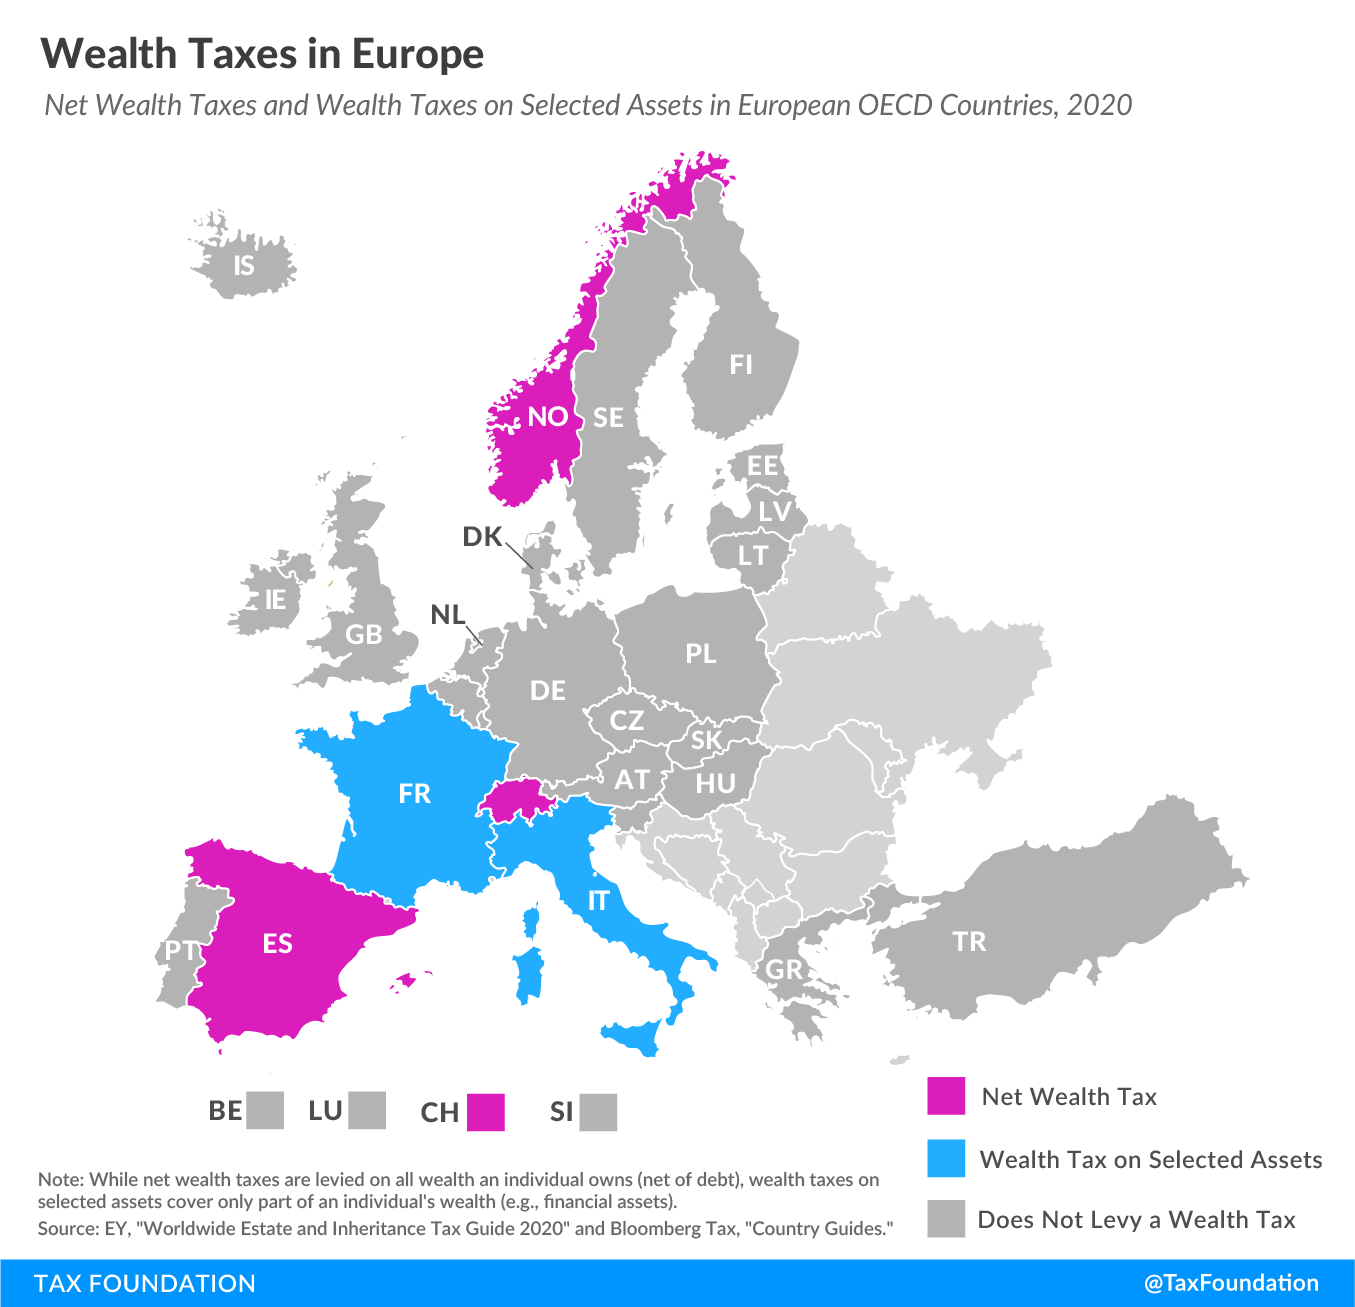 Wealth Taxes in Europe
Net Wealth Taxes and Wealth Taxes on Selected Assets in European OECD Countries, 2020
IS
FI
NO
SE
EE
LV
DK
LT
IE
NL
GB
PL
DE
CZ
SK
AT
HU
FR
IT
ES
PT
TR
GR
BE
LU
CH
SI
Net Wealth Tax
Wealth Tax on Selected Assets
Does Not Levy a Wealth Tax
Note: While net wealth taxes are levied on all wealth an individual owns (net of debt), wealth taxes on
selected assets cover only part of an individual's wealth (e.g., financial assets).
Source: EY, "Worldwide Estate and Inheritance Tax Guide 2020" and Bloomberg Tax, "Country Guides."
TAX FOUNDATION
@TaxFoundation